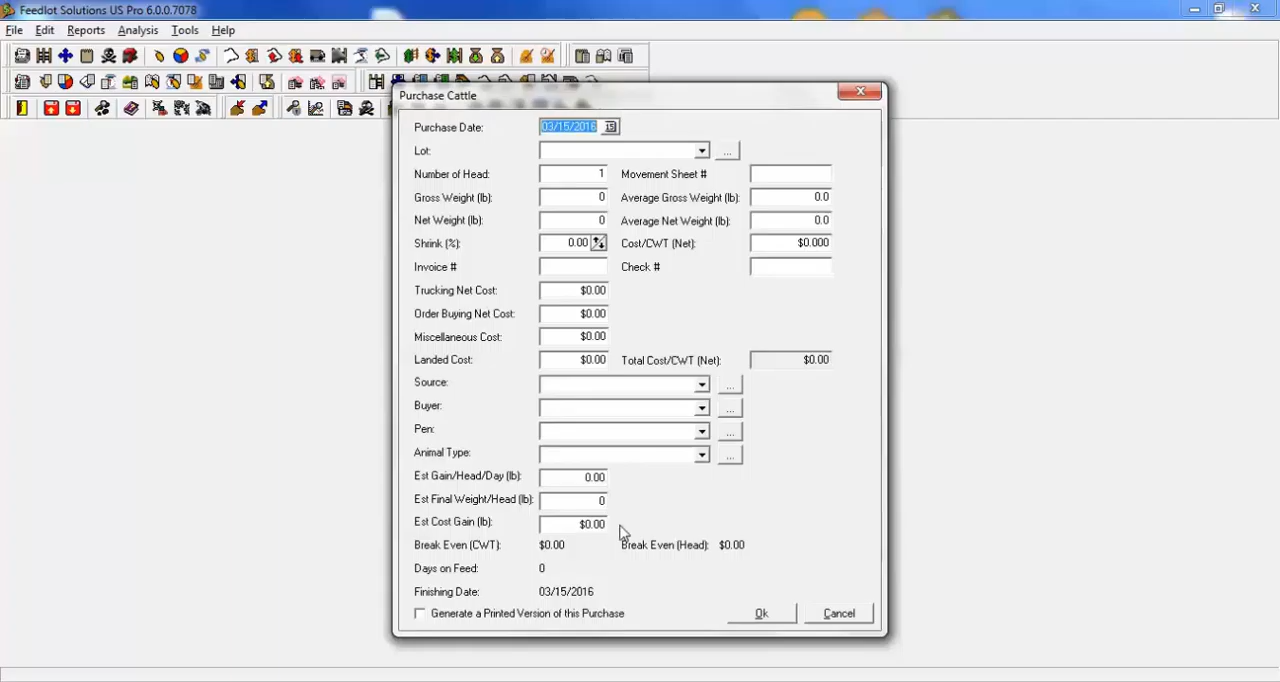 Feedlot Solutions US Pro 6.0.0.7078
File Edit Reports Analysis Tools Help
Purchase Cattle
Purchase Date: 03/15/2016 15
Lot: ...
Number of Head: 1 Movement Sheet #
Gross Weight (lb): 0 Average Gross Weight (lb): 0.0
Net Weight (lb): 0 Average Net Weight (lb): 0.0
Shrink (%): 0.00 Cost/CWT (Net): $0.000
Invoice # Check #
Trucking Net Cost: $0.00
Order Buying Net Cost: $0.00
Miscellaneous Cost: $0.00
Landed Cost: $0.00 Total Cost/CWT (Net): $0.00
Source: ...
Buyer: ...
Pen: ...
Animal Type: ...
Est Gain/Head/Day (lb): 0.00
Est Final Weight/Head (lb): 0
Est Cost Gain (lb): $0.00
Break Even (CWT): $0.00 Break Even (Head): $0.00
Days on Feed: 0
Finishing Date: 03/15/2016
Generate a Printed Version of this Purchase Ok Cancel